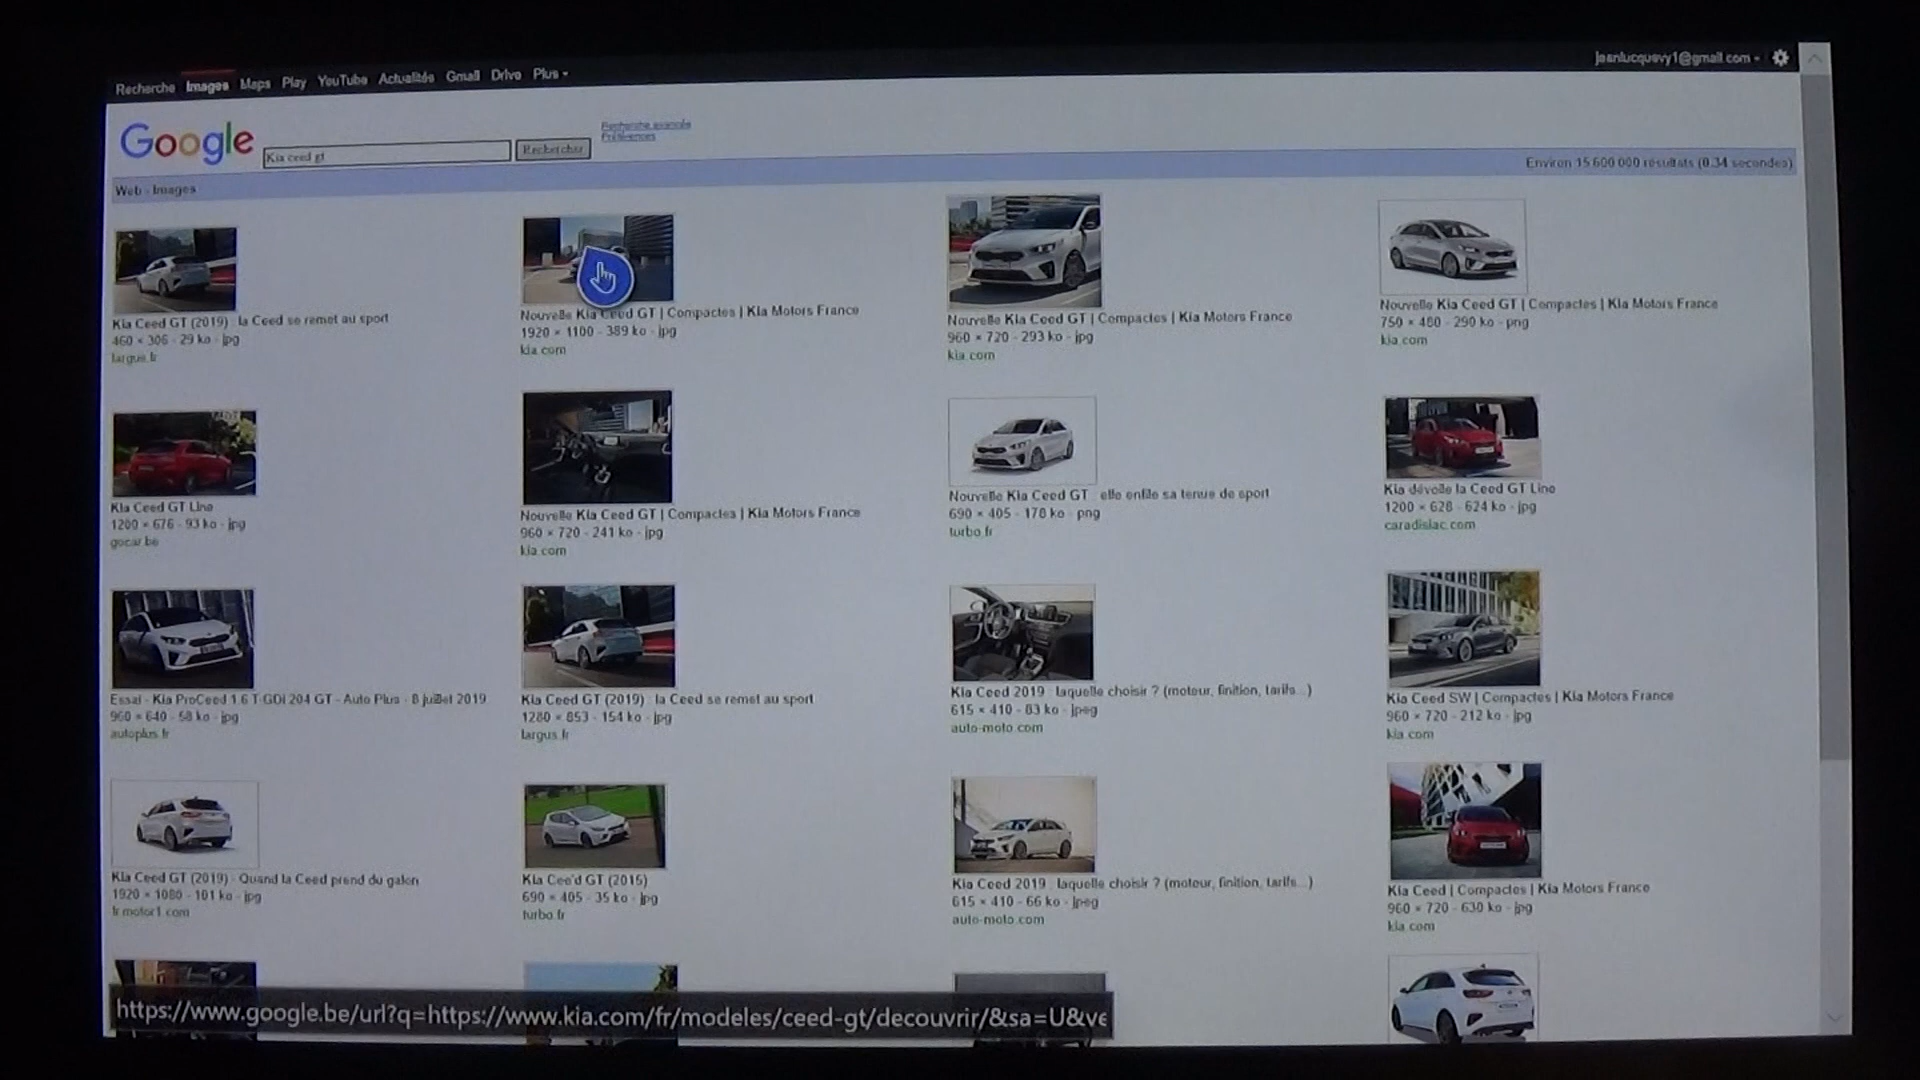 Recherche Images Maps Play YouTube Actualités Gmail Drive Plus
jeanlucquevy1@gmail.com
Google
Kia ceed gt
Rechercher
Recherche avancée
Préférences
Web - Images
Environ 15 600 000 résultats (0.34 secondes)
Kia Ceed GT (2019) : la Ceed se remet au sport
460 × 306 - 29 ko - jpg
largus.fr
Nouvelle Kia Ceed GT | Compactes | Kia Motors France
1920 × 1100 - 389 ko - jpg
kia.com
Nouvelle Kia Ceed GT | Compactes | Kia Motors France
960 × 720 - 293 ko - jpg
kia.com
Nouvelle Kia Ceed GT | Compactes | Kia Motors France
750 × 480 - 290 ko - png
kia.com
Kia Ceed GT Line
1200 × 676 - 93 ko - jpg
gocar.be
Nouvelle Kia Ceed GT | Compactes | Kia Motors France
960 × 720 - 241 ko - jpg
kia.com
Nouvelle Kia Ceed GT : elle enfile sa tenue de sport
690 × 405 - 178 ko - png
turbo.fr
Kia dévoile la Ceed GT Line
1200 × 628 - 624 ko - jpg
caradisiac.com
Essai - Kia ProCeed 1.6 T-GDi 204 GT - Auto Plus - 8 juillet 2019
960 × 640 - 58 ko - jpg
autoplus.fr
Kia Ceed GT (2019) : la Ceed se remet au sport
1280 × 853 - 154 ko - jpg
largus.fr
Kia Ceed 2019 : laquelle choisir ? (moteur, finition, tarifs...)
615 × 410 - 83 ko - jpeg
auto-moto.com
Kia Ceed SW | Compactes | Kia Motors France
960 × 720 - 212 ko - jpg
kia.com
Kia Ceed GT (2019) - Quand la Ceed prend du galon
1920 × 1080 - 101 ko - jpg
fr.motor1.com
Kia Cee'd GT (2015)
690 × 405 - 35 ko - jpg
turbo.fr
Kia Ceed 2019 : laquelle choisir ? (moteur, finition, tarifs...)
615 × 410 - 66 ko - jpeg
auto-moto.com
Kia Ceed | Compactes | Kia Motors France
960 × 720 - 630 ko - jpg
kia.com
https://www.google.be/url?q=https://www.kia.com/fr/modeles/ceed-gt/decouvrir/&sa=U&ve